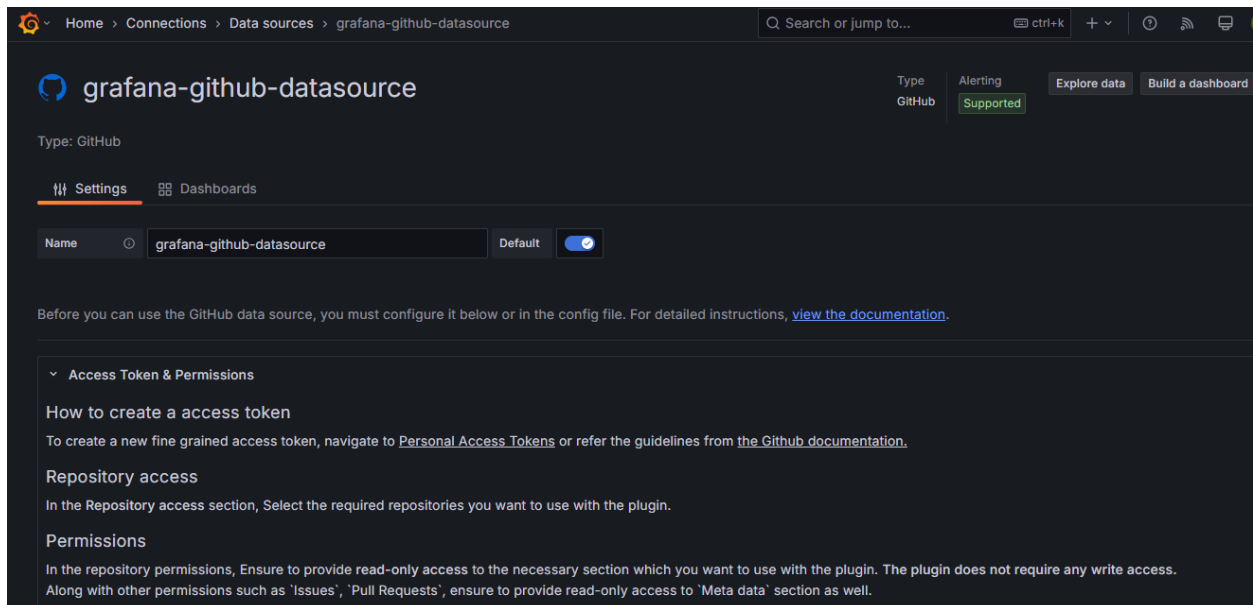 Home > Connections > Data sources > grafana-github-datasource
Search or jump to... ctrl+k
grafana-github-datasource
Type Alerting
GitHub Supported
Explore data Build a dashboard
Type: GitHub
Settings Dashboards
Name grafana-github-datasource Default
Before you can use the GitHub data source, you must configure it below or in the config file. For detailed instructions, view the documentation.
Access Token & Permissions
How to create a access token
To create a new fine grained access token, navigate to Personal Access Tokens or refer the guidelines from the Github documentation.
Repository access
In the Repository access section, Select the required repositories you want to use with the plugin.
Permissions
In the repository permissions, Ensure to provide read-only access to the necessary section which you want to use with the plugin. The plugin does not require any write access.
Along with other permissions such as `Issues`, `Pull Requests`, ensure to provide read-only access to `Meta data` section as well.